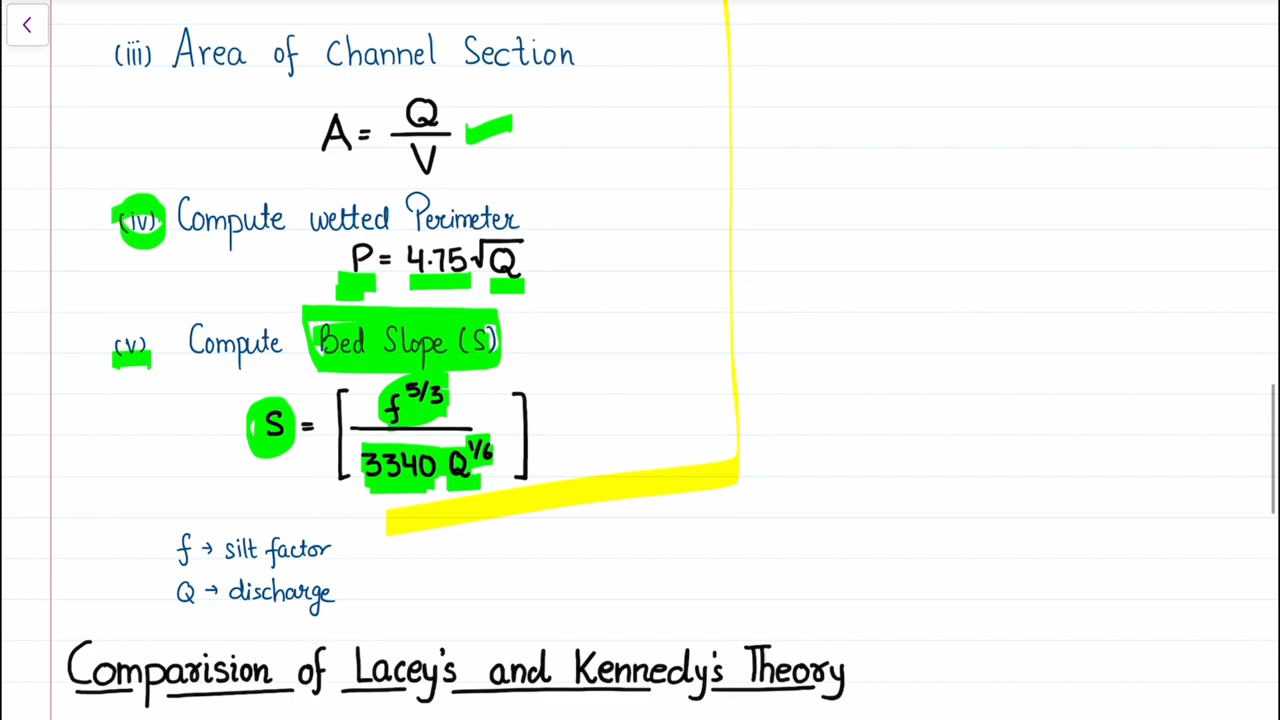 (iii) Area of Channel Section
A = Q/V
(iv) Compute wetted Perimeter
P = 4.75√Q
(v) Compute Bed Slope (S)
S = [ f^5/3 / 3340 Q^1/6 ]
f → silt factor
Q → discharge
Comparision of Lacey's and Kennedy's Theory